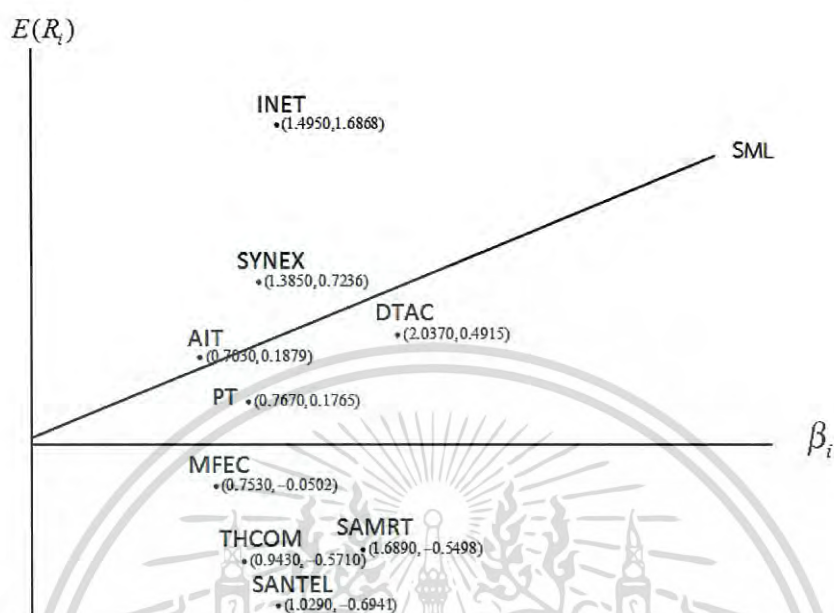 E(R_i)
INET
(1.4950,1.6868)
SML
SYNEX
(1.3850, 0.7236)
DTAC
(2.0370, 0.4915)
AIT
(0.7030, 0.1879)
PT
(0.7670, 0.1765)
β_i
MFEC
(0.7530, −0.0502)
SAMRT
(1.6890, −0.5498)
THCOM
(0.9430, −0.5710)
SANTEL
(1.0290, −0.6941)